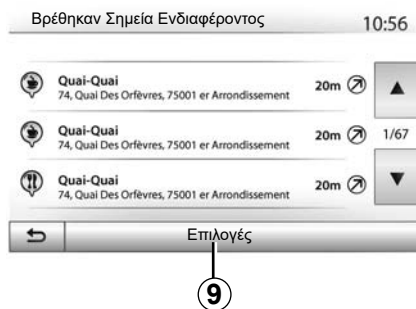 Βρέθηκαν Σημεία Ενδιαφέροντος 10:56
Quai-Quai
74, Quai Des Orfèvres, 75001 er Arrondissement
20m
Quai-Quai
74, Quai Des Orfèvres, 75001 er Arrondissement
20m 1/67
Quai-Quai
74, Quai Des Orfèvres, 75001 er Arrondissement
20m
Επιλογές
9